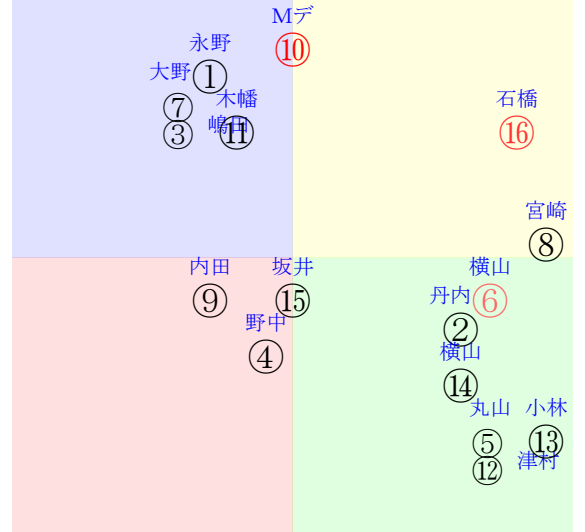 Mデ
⑩
永野
①
大野
⑦
木幡
⑪
嶋田
③
石橋
⑯
宮崎
⑧
内田
⑨
坂井
⑮
横山
⑥
丹内
②
野中
④
横山
⑭
丸山
⑤
小林
⑬
津村
⑫